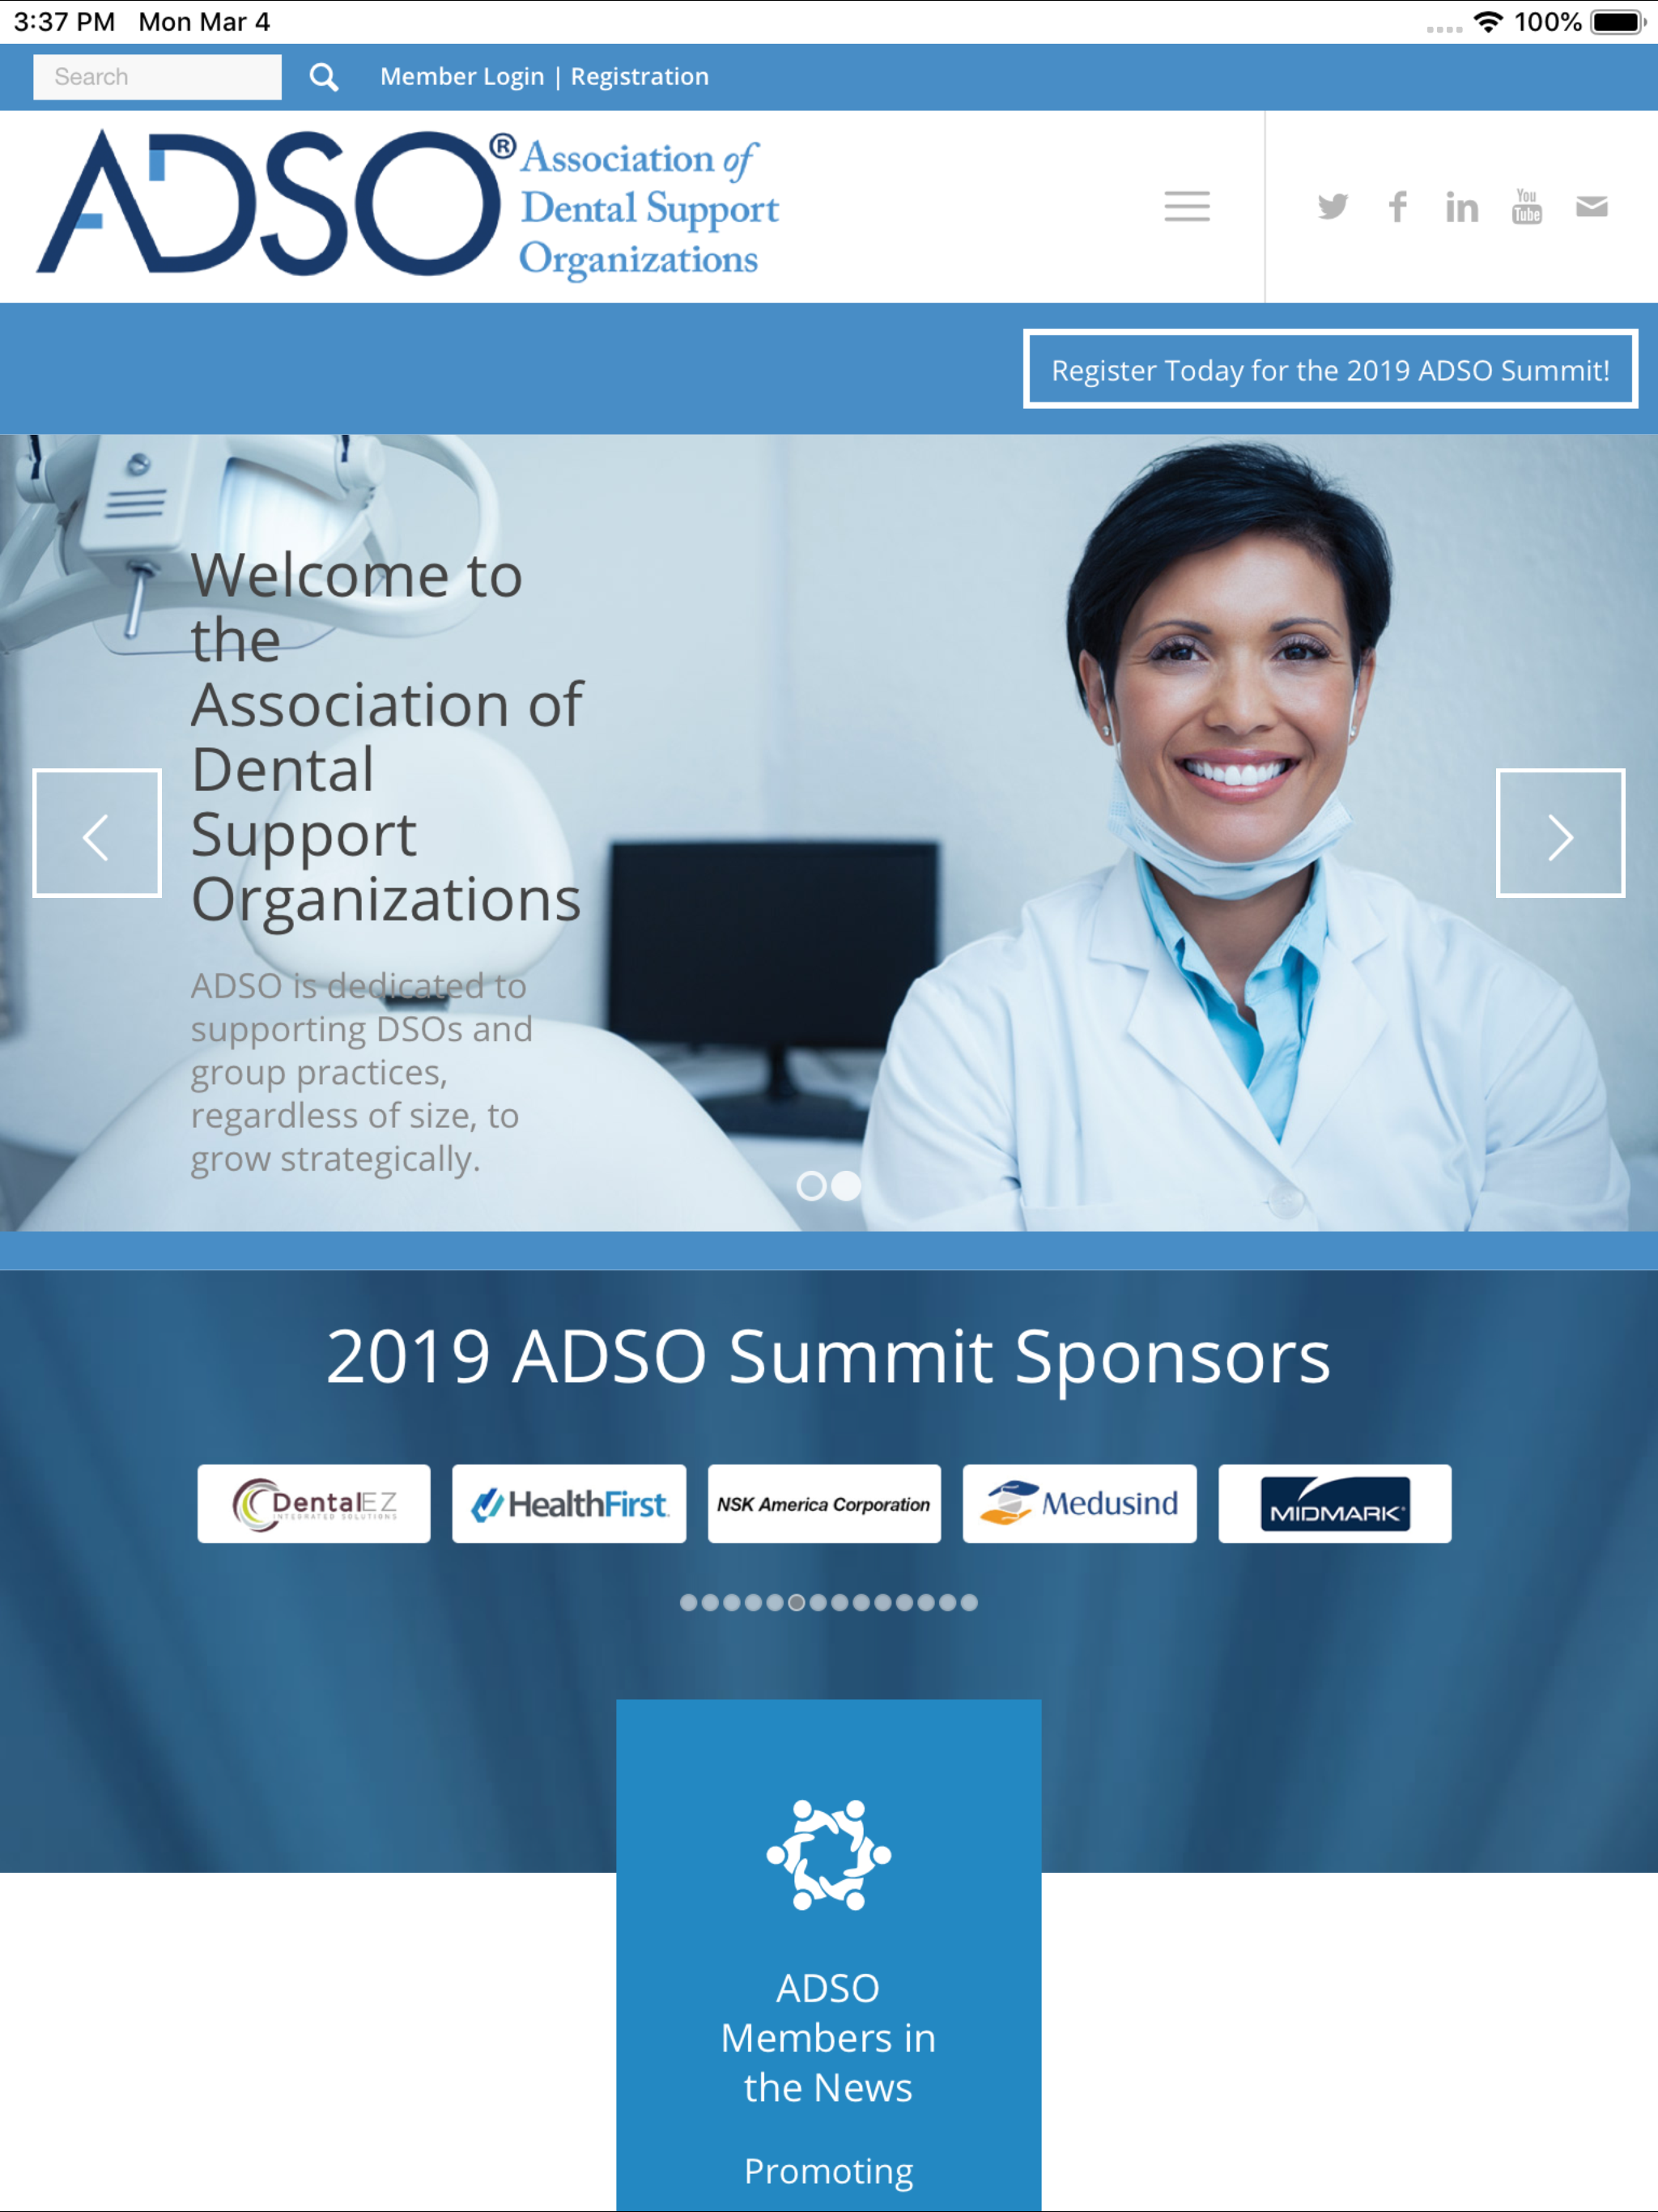 3:37 PM Mon Mar 4
100%
Search
Member Login | Registration
ADSO®
Association of
Dental Support
Organizations
You
Tube
Register Today for the 2019 ADSO Summit!
Welcome to
the
Association of
Dental
Support
Organizations
ADSO is dedicated to
supporting DSOs and
group practices,
regardless of size, to
grow strategically.
2019 ADSO Summit Sponsors
DentalEZ
INTEGRATED SOLUTIONS
HealthFirst
NSK America Corporation
Medusind
MIDMARK
ADSO
Members in
the News
Promoting